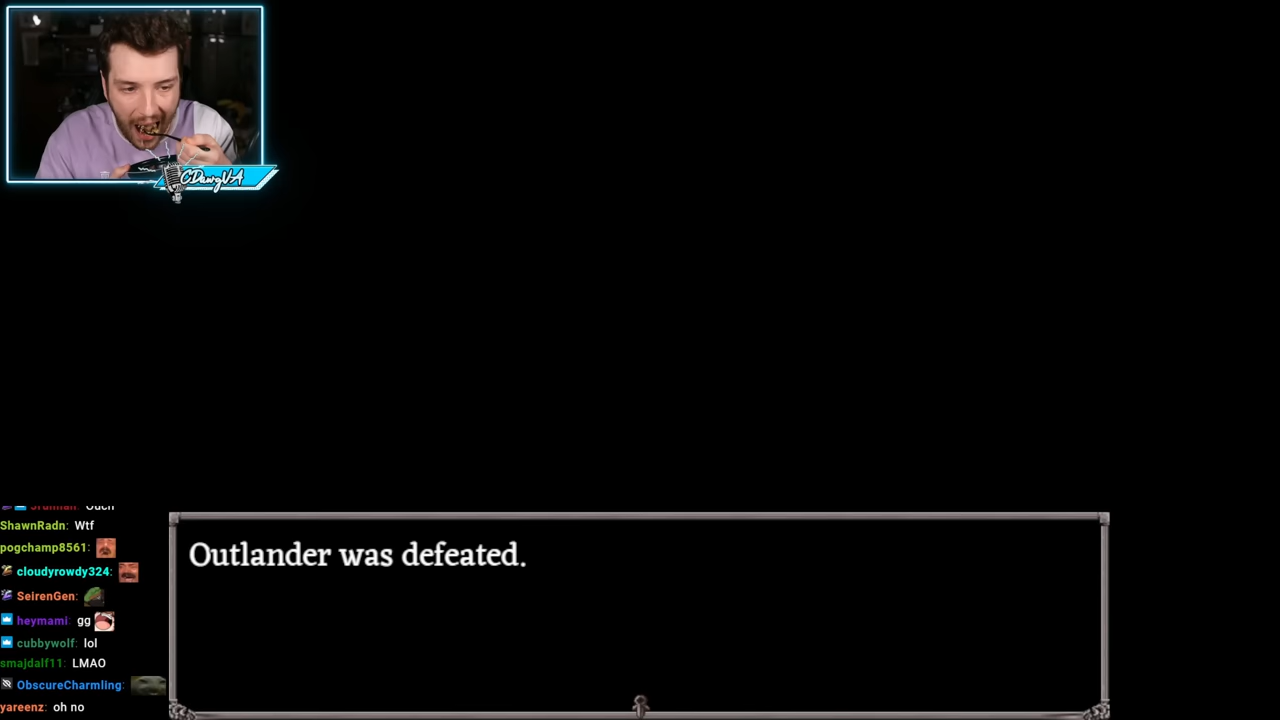 CDawgVA
Ouch
ShawnRadn: Wtf
pogchamp8561:
cloudyrowdy324:
SeirenGen:
heymami: gg
cubbywolf: lol
smajdalf11: LMAO
ObscureCharmling:
yareenz: oh no
Outlander was defeated.